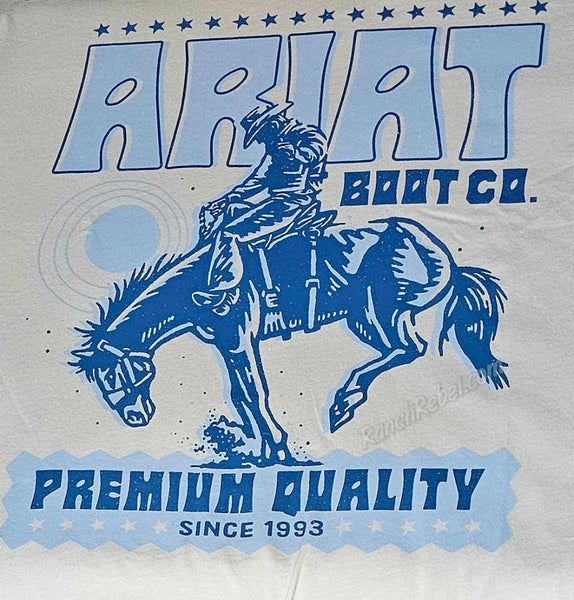 ARIAT
BOOT CO.
RanchRebel.com
PREMIUM QUALITY
SINCE 1993